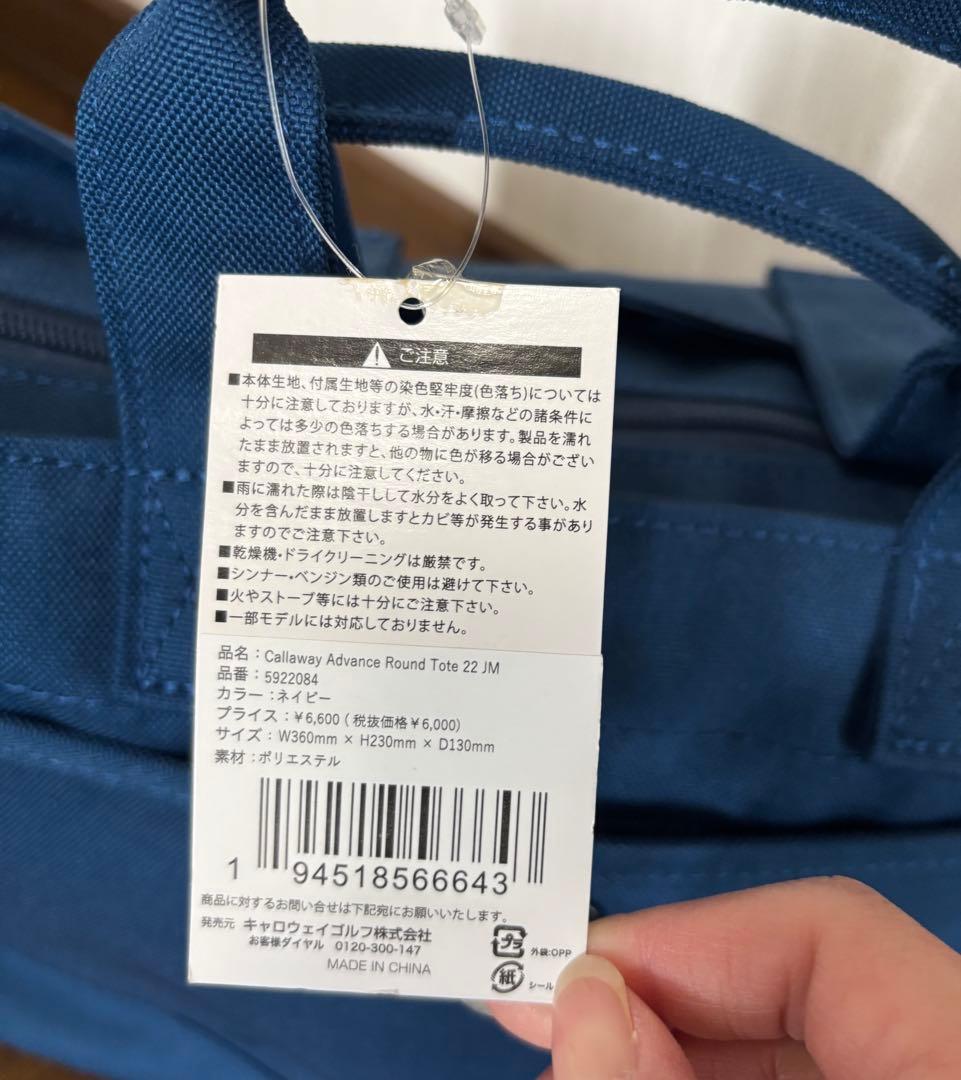 ⚠ ご注意
■本体生地、付属生地等の染色堅牢度(色落ち)については
十分に注意しておりますが、水・汗・摩擦などの諸条件に
よっては多少の色落ちする場合があります。製品を濡れ
たまま放置されますと、他の物に色が移る場合がござい
ますので、十分に注意してください。
■雨に濡れた際は陰干しして水分をよく取って下さい。水
分を含んだまま放置しますとカビ等が発生する事があり
ますのでご注意下さい。
■乾燥機・ドライクリーニングは厳禁です。
■シンナー・ベンジン類のご使用は避けて下さい。
■火やストーブ等には十分にご注意下さい。
■一部モデルには対応しておりません。
品名：Callaway Advance Round Tote 22 JM
品番：5922084
カラー：ネイビー
プライス：￥6,600 (税抜価格￥6,000)
サイズ：W360mm × H230mm × D130mm
素材：ポリエステル
1 94518566643
商品に対するお問い合せは下記宛にお願いいたします。
発売元 キャロウェイゴルフ株式会社
お客様ダイヤル 0120-300-147
MADE IN CHINA
プラ 外袋:OPP
紙 シール